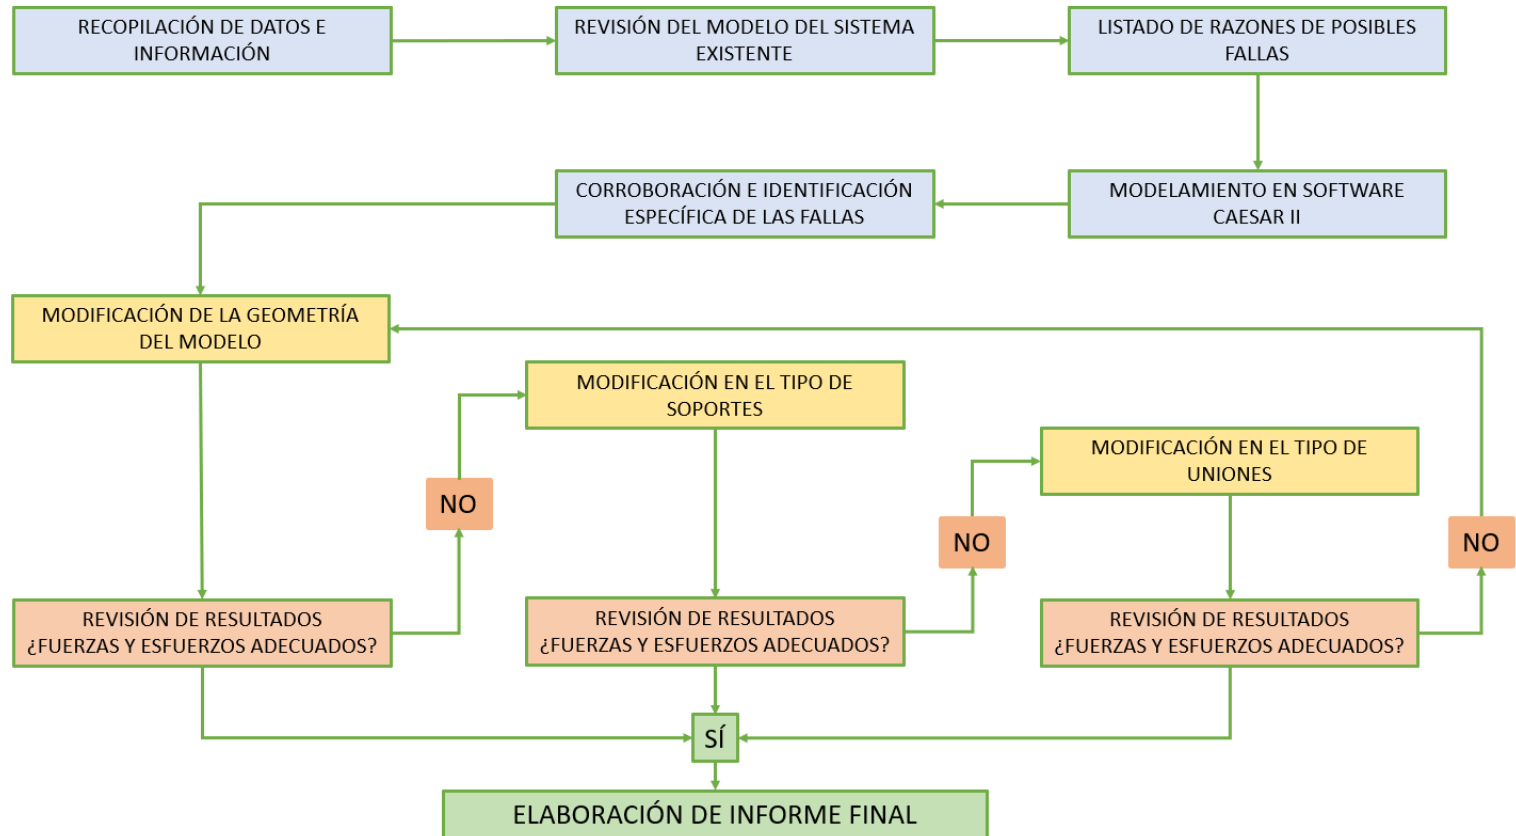 RECOPILACIÓN DE DATOS E
INFORMACIÓN
REVISIÓN DEL MODELO DEL SISTEMA
EXISTENTE
LISTADO DE RAZONES DE POSIBLES
FALLAS
MODELAMIENTO EN SOFTWARE
CAESAR II
CORROBORACIÓN E IDENTIFICACIÓN
ESPECÍFICA DE LAS FALLAS
MODIFICACIÓN DE LA GEOMETRÍA
DEL MODELO
REVISIÓN DE RESULTADOS
¿FUERZAS Y ESFUERZOS ADECUADOS?
NO
MODIFICACIÓN EN EL TIPO DE
SOPORTES
REVISIÓN DE RESULTADOS
¿FUERZAS Y ESFUERZOS ADECUADOS?
NO
MODIFICACIÓN EN EL TIPO DE
UNIONES
REVISIÓN DE RESULTADOS
¿FUERZAS Y ESFUERZOS ADECUADOS?
NO
SÍ
ELABORACIÓN DE INFORME FINAL